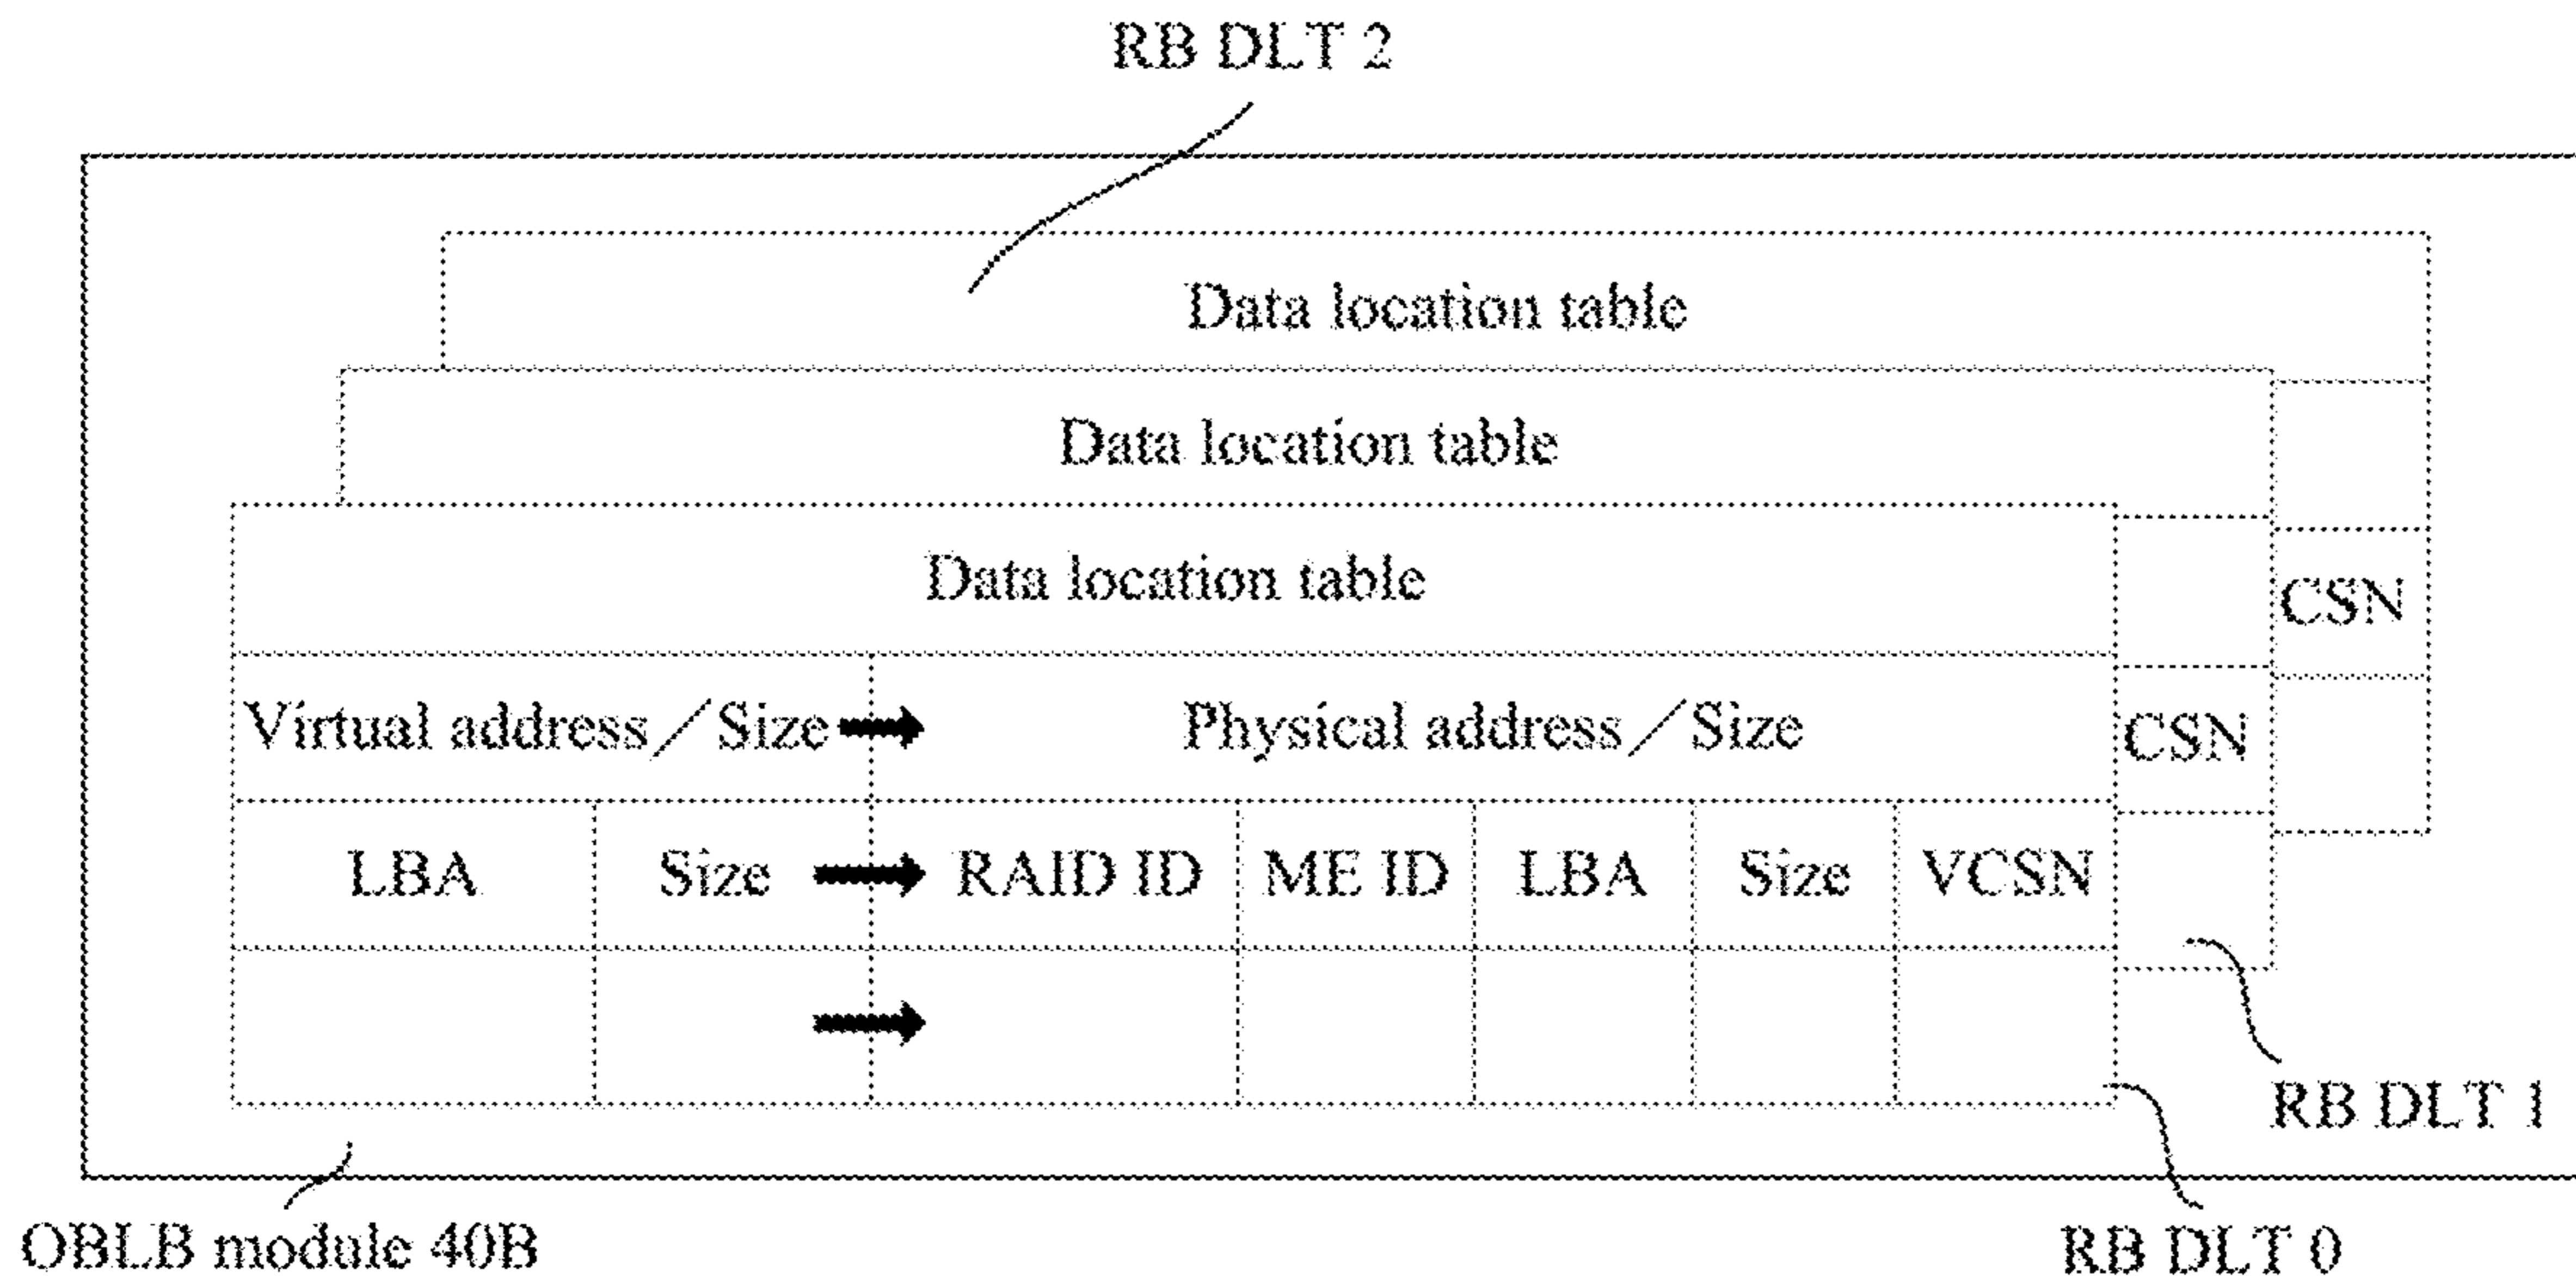 RB DLT 2
Data location table
Data location table
Data location table
CSN
Virtual address／Size
Physical address／Size
CSN
LBA
Size
RAID ID
ME ID
LBA
Size
VCSN
RB DLT 1
OBLB module 40B
RB DLT 0